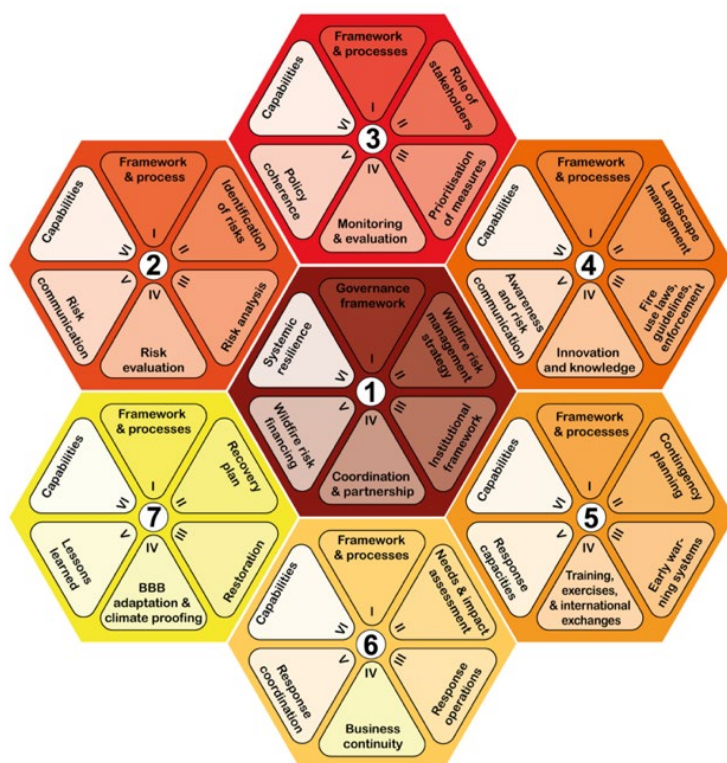 Framework
& processes
I
Role of
stakeholders
II
Prioritisation
of measures
III
Monitoring
& evaluation
IV
Policy
coherence
V
Capabilities
VI
3
Framework
& process
I
Identification
of risks
II
Risk analysis
III
Risk
evaluation
IV
Risk
communication
V
Capabilities
VI
2
Framework
& processes
I
Landscape
management
II
Fire
use laws,
guidelines,
enforcement
III
Innovation
and knowledge
IV
Awareness
and risk
communication
V
Capabilities
VI
4
Governance
framework
I
Wildfire risk
management
strategy
II
Institutional
framework
III
Coordination
& partnership
IV
Wildfire risk
financing
V
Systemic
resilience
VI
1
Framework
& processes
I
Recovery
plan
II
Restoration
III
BBB
adaptation &
climate proofing
IV
Lessons
learned
V
Capabilities
VI
7
Framework
& processes
I
Contingency
planning
II
Early war-
ning systems
III
Training,
exercises,
& international
exchanges
IV
Response
capacities
V
Capabilities
VI
5
Framework
& processes
I
Needs & impact
assessment
II
Response
operations
III
Business
continuity
IV
Response
coordination
V
Capabilities
VI
6